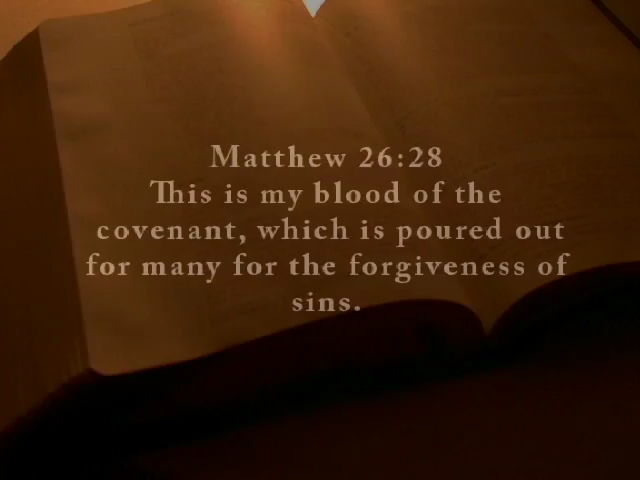 Matthew 26:28
This is my blood of the
covenant, which is poured out
for many for the forgiveness of
sins.